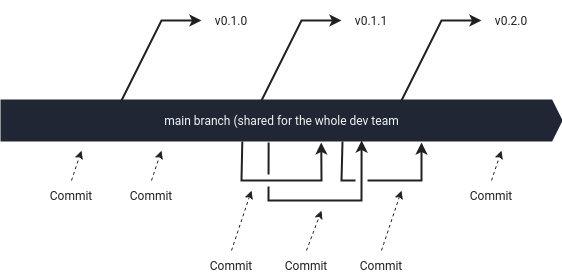 v0.1.0
v0.1.1
v0.2.0
main branch (shared for the whole dev team
Commit
Commit
Commit
Commit
Commit
Commit